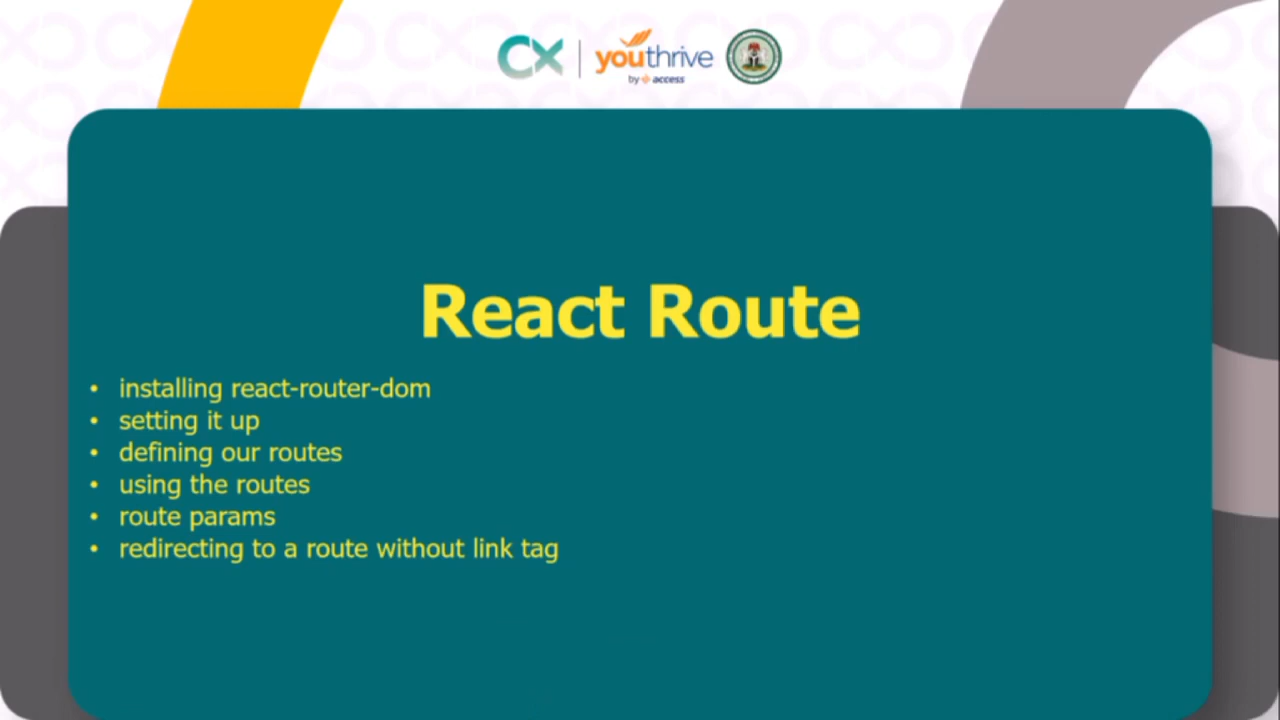 CX
youthrive
by access
React Route
• installing react-router-dom
• setting it up
• defining our routes
• using the routes
• route params
• redirecting to a route without link tag